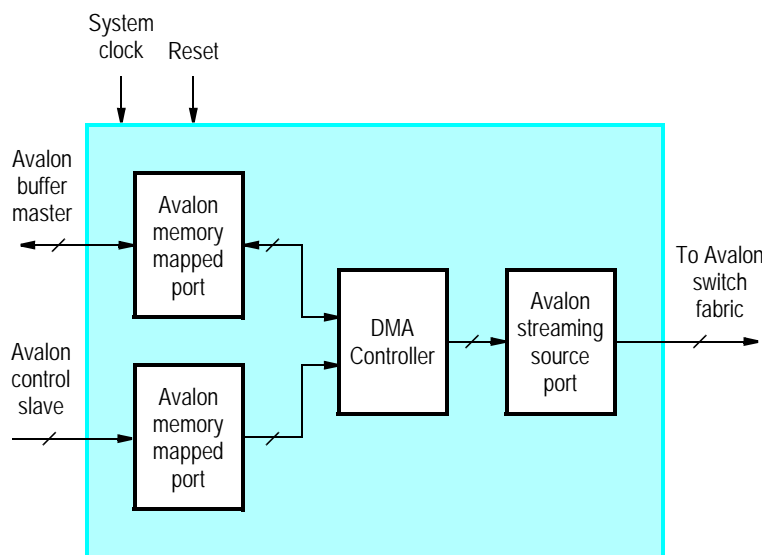 System
clock
Reset
Avalon
buffer
master
Avalon
memory
mapped
port
To Avalon
switch
fabric
DMA
Controller
Avalon
streaming
source
port
Avalon
control
slave
Avalon
memory
mapped
port